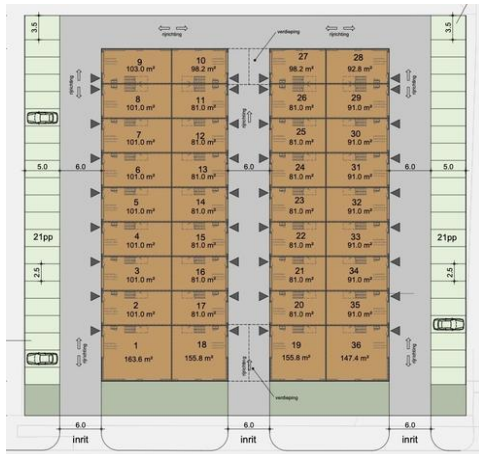 3.5
rijrichting
verdieping
rijrichting
3.5
9
103.0 m²
10
98.2 m²
27
98.2 m²
28
92.8 m²
rijrichting
rijrichting
8
101.0 m²
11
81.0 m²
rijrichting
26
81.0 m²
29
91.0 m²
7
101.0 m²
12
81.0 m²
25
81.0 m²
30
91.0 m²
5.0
6.0
6
101.0 m²
13
81.0 m²
6.0
24
81.0 m²
31
91.0 m²
6.0
5.0
5
101.0 m²
14
81.0 m²
23
81.0 m²
32
91.0 m²
21pp
4
101.0 m²
15
81.0 m²
22
81.0 m²
33
91.0 m²
21pp
2.5
3
101.0 m²
16
81.0 m²
21
81.0 m²
34
91.0 m²
2.5
2
101.0 m²
17
81.0 m²
20
81.0 m²
35
91.0 m²
rijrichting
1
163.6 m²
18
155.8 m²
rijrichting
19
155.8 m²
36
147.4 m²
rijrichting
verdieping
6.0
inrit
6.0
inrit
6.0
inrit